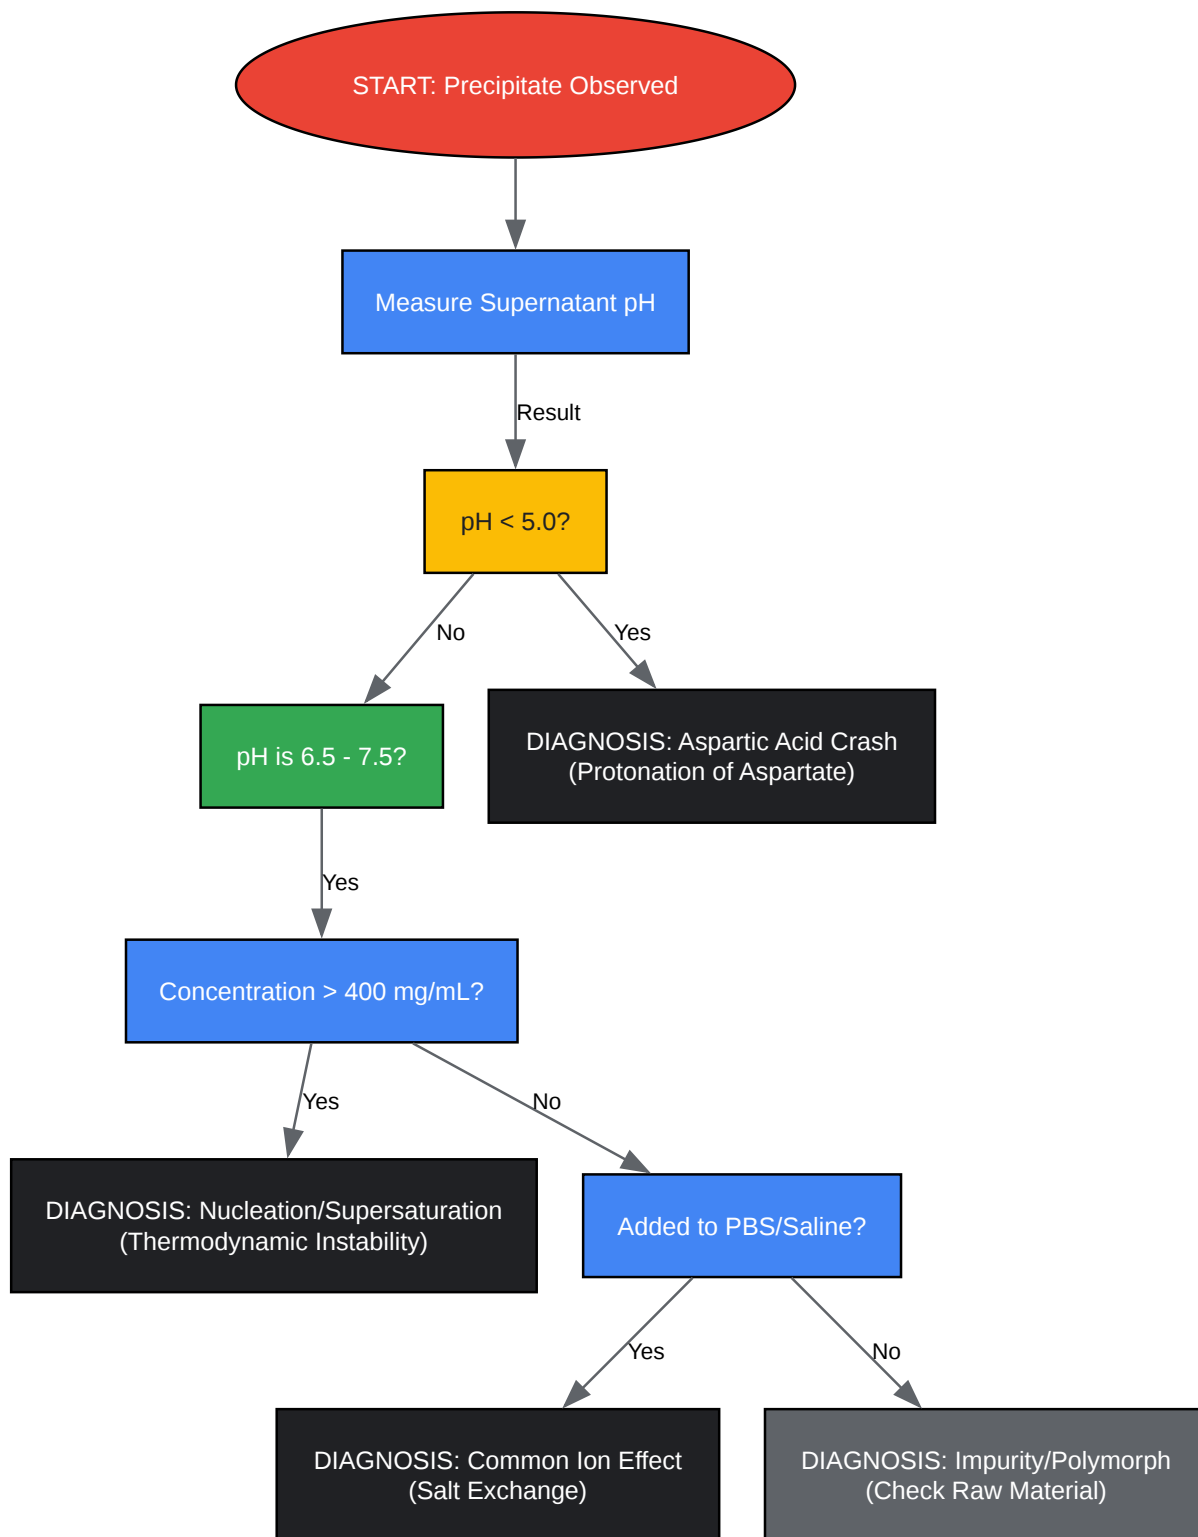 START: Precipitate Observed
Measure Supernatant pH
Result
pH < 5.0?
No
Yes
pH is 6.5 - 7.5?
DIAGNOSIS: Aspartic Acid Crash
(Protonation of Aspartate)
Yes
Concentration > 400 mg/mL?
Yes
No
DIAGNOSIS: Nucleation/Supersaturation
(Thermodynamic Instability)
Added to PBS/Saline?
Yes
No
DIAGNOSIS: Common Ion Effect
(Salt Exchange)
DIAGNOSIS: Impurity/Polymorph
(Check Raw Material)